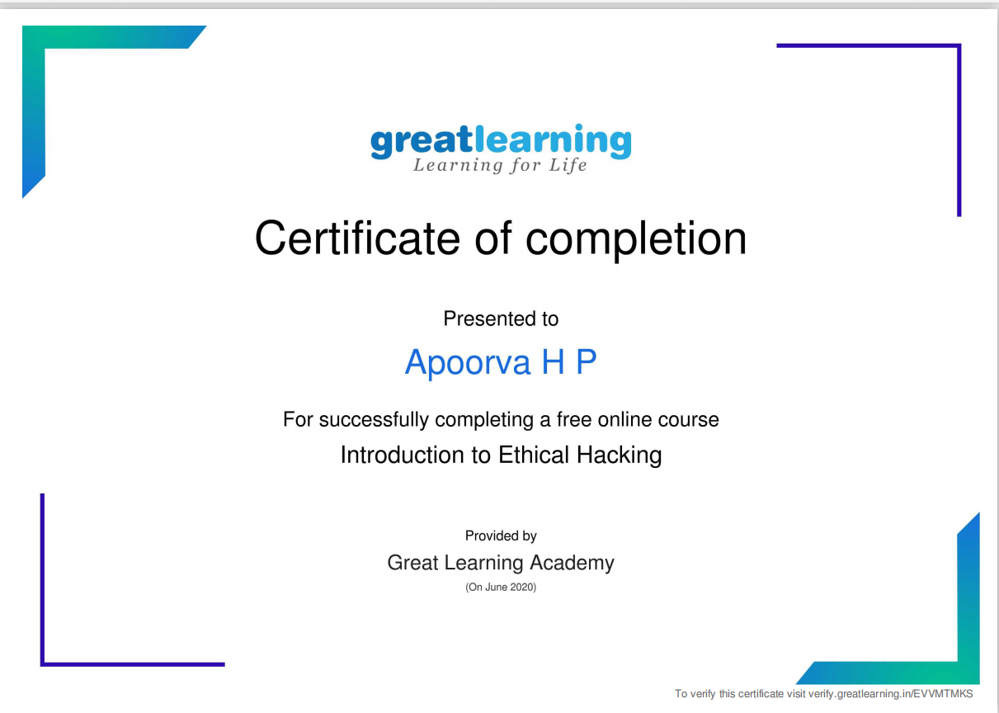 greatlearning
Learning for Life
Certificate of completion
Presented to
Apoorva H P
For successfully completing a free online course
Introduction to Ethical Hacking
Provided by
Great Learning Academy
(On June 2020)
To verify this certificate visit verify.greatlearning.in/EVVMTMKS